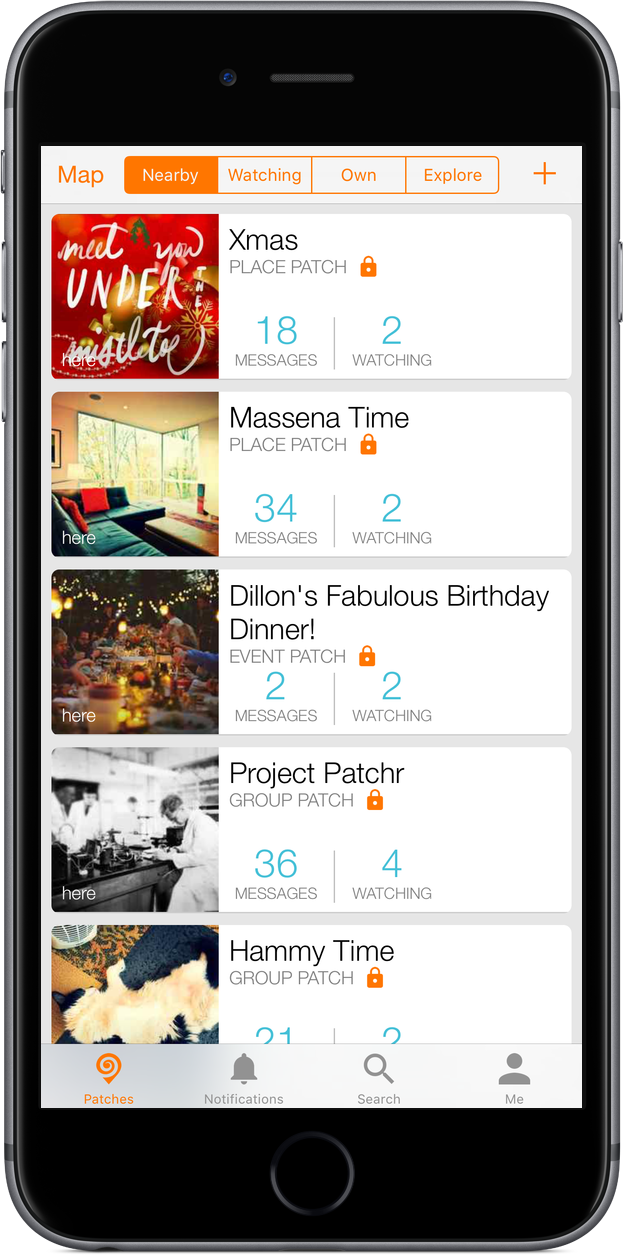 Map
Nearby
Watching
Own
Explore
+
meet you
UNDER THE
mistletoe
here
Xmas
PLACE PATCH
18
2
MESSAGES
WATCHING
here
Massena Time
PLACE PATCH
34
2
MESSAGES
WATCHING
here
Dillon's Fabulous Birthday
Dinner!
EVENT PATCH
2
2
MESSAGES
WATCHING
here
Project Patchr
GROUP PATCH
36
4
MESSAGES
WATCHING
Hammy Time
GROUP PATCH
21
2
Patches
Notifications
Search
Me